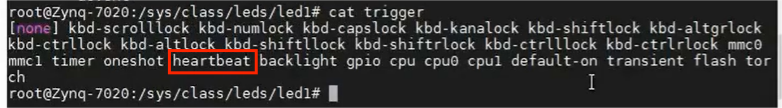 root@Zynq-7020:/sys/class/leds/led1# cat trigger
[none] kbd-scrolllock kbd-numlock kbd-capslock kbd-kanalock kbd-shiftlock kbd-altgrlock
kbd-ctrllock kbd-altlock kbd-shiftllock kbd-shiftrlock kbd-ctrlllock kbd-ctrlrlock mmc0
mmc1 timer oneshot heartbeat backlight gpio cpu cpu0 cpu1 default-on transient flash tor
ch
root@Zynq-7020:/sys/class/leds/led1#